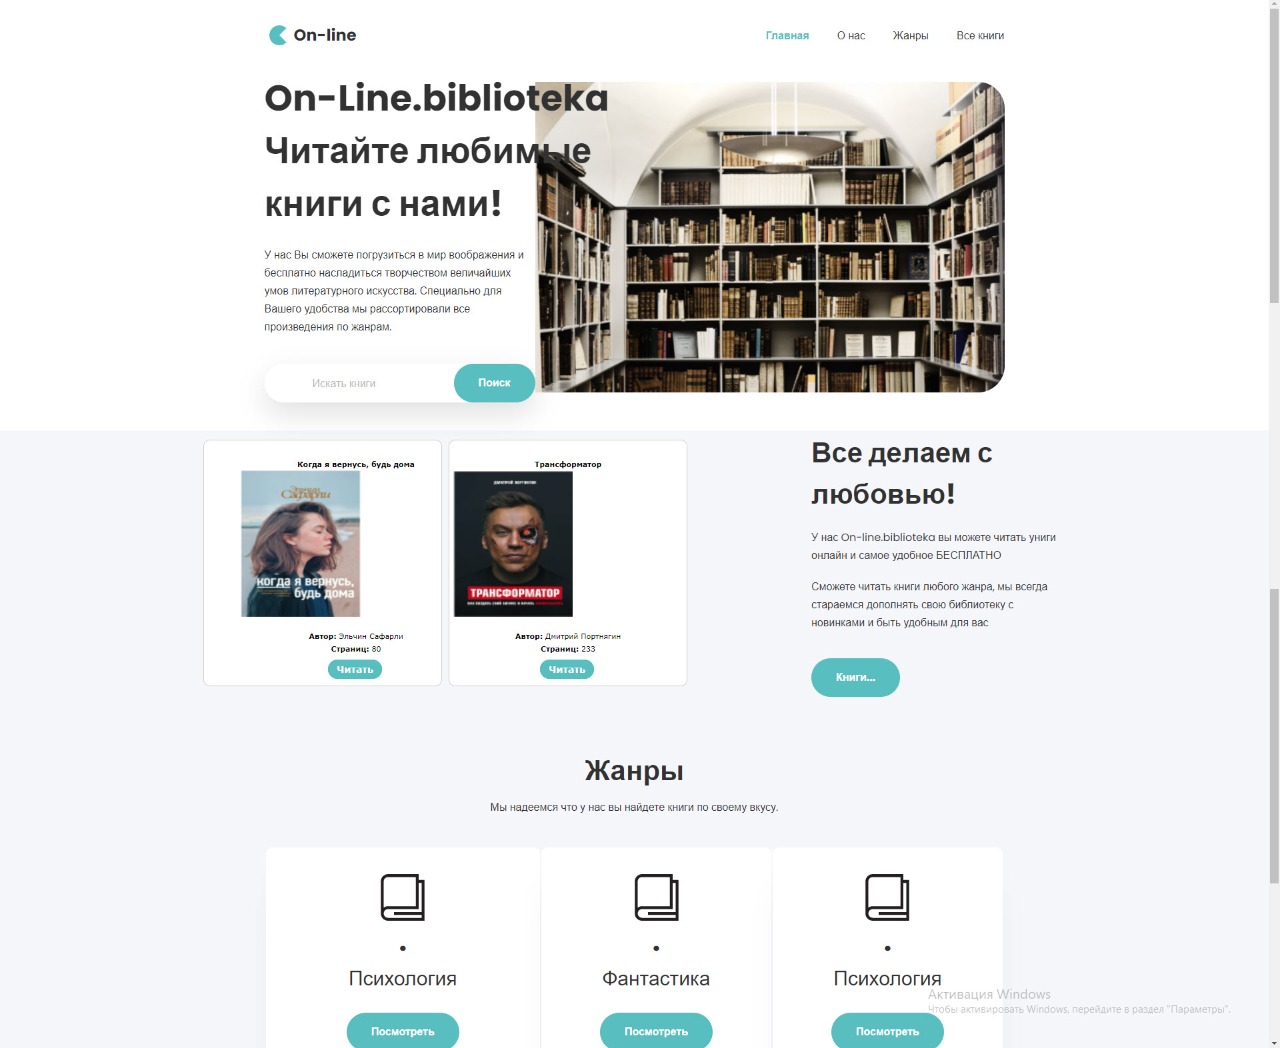 On-line
Главная О нас Жанры Все книги
On-Line.biblioteka
Читайте любимые
книги с нами!
У нас Вы сможете погрузиться в мир воображения и
бесплатно насладиться творчеством величайших
умов литературного искусства. Специально для
Вашего удобства мы рассортировали все
произведения по жанрам.
Искать книги
Поиск
Когда я вернусь, будь дома
Эльчин
Сафарли
когда я вернусь,
будь дома
Автор: Эльчин Сафарли
Страниц: 80
Читать
Трансформатор
ДМИТРИЙ ПОРТНЯГИН
ТРАНСФОРМАТОР
Автор: Дмитрий Портнягин
Страниц: 233
Читать
Все делаем с
любовью!
У нас On-line.biblioteka вы можете читать униги
онлайн и самое удобное БЕСПЛАТНО
Сможете читать книги любого жанра, мы всегда
стараемся дополнять свою библиотеку с
новинками и быть удобным для вас
Книги...
Жанры
Мы надеемся что у нас вы найдете книги по своему вкусу.
Психология
Посмотреть
Фантастика
Посмотреть
Психология
Посмотреть
Активация Windows
Чтобы активировать Windows, перейдите в раздел "Параметры".